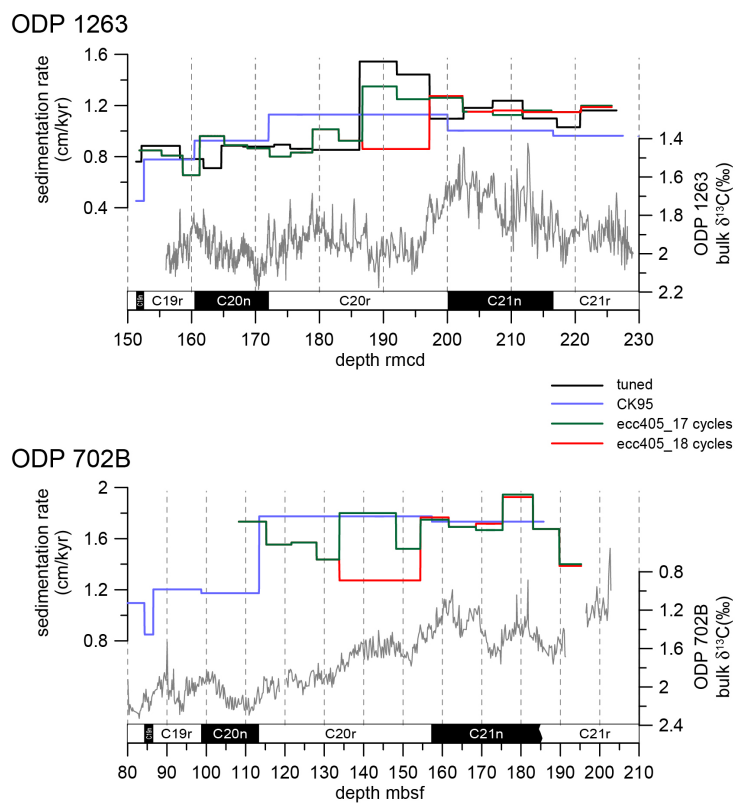 ODP 1263
1.6
1.2
0.8
0.4
sedimentation rate
(cm/kyr)
1.4
1.6
1.8
2
2.2
ODP 1263
bulk δ¹³C(‰)
C19n C19r C20n C20r C21n C21r
150 160 170 180 190 200 210 220 230
depth rmcd
tuned
CK95
ecc405_17 cycles
ecc405_18 cycles
ODP 702B
2
1.6
1.2
0.8
sedimentation rate
(cm/kyr)
0.8
1.2
1.6
2
2.4
ODP 702B
bulk δ¹³C(‰)
C19n C19r C20n C20r C21n C21r
80 90 100 110 120 130 140 150 160 170 180 190 200 210
depth mbsf